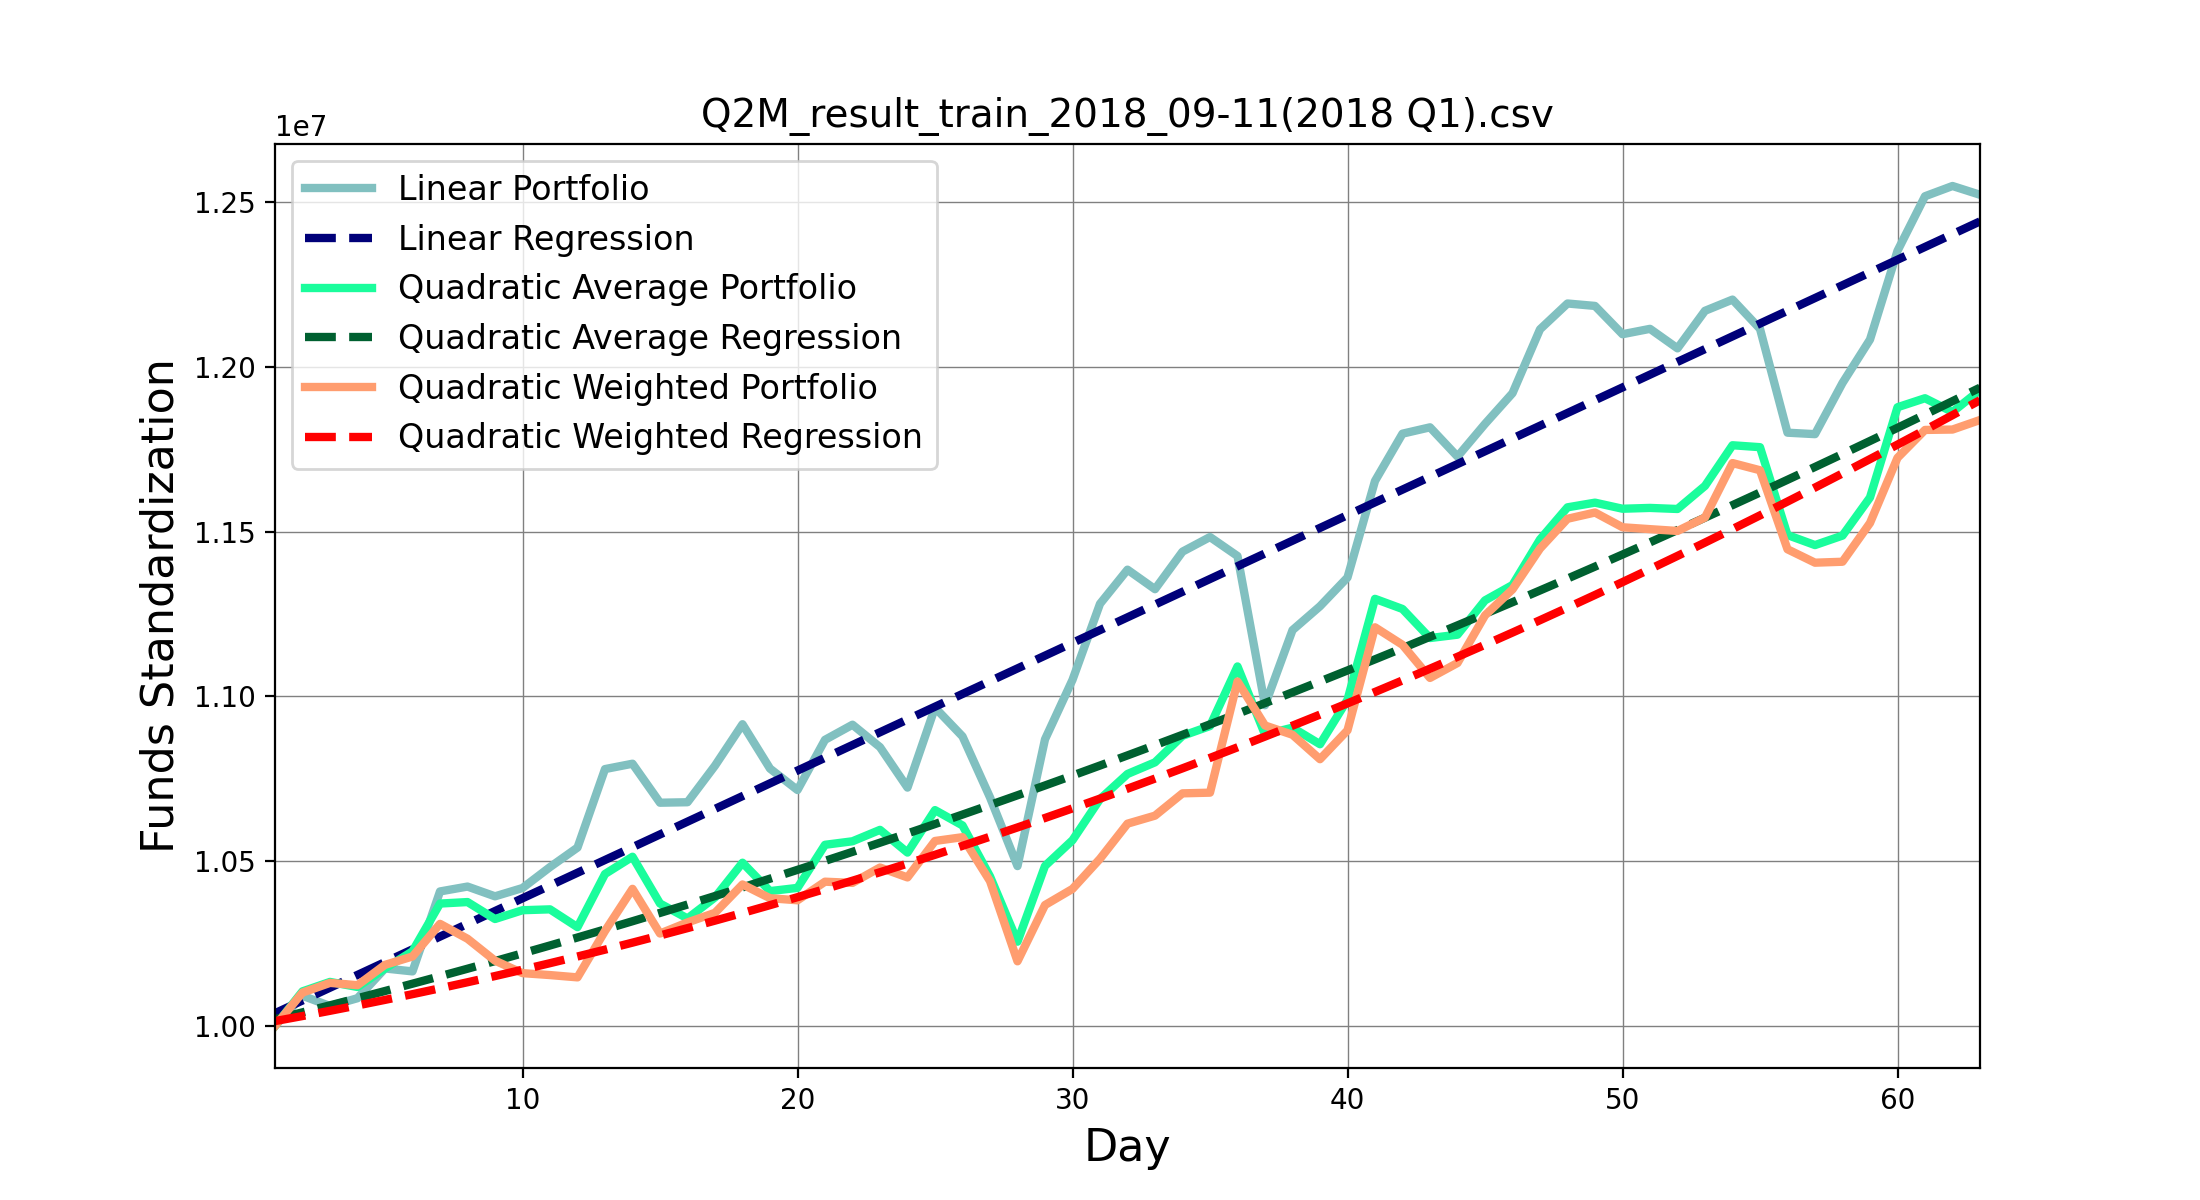 Q2M_result_train_2018_09-11(2018 Q1).csv
1e7
Linear Portfolio
Linear Regression
Quadratic Average Portfolio
Quadratic Average Regression
Quadratic Weighted Portfolio
Quadratic Weighted Regression
Funds Standardization
1.25
1.20
1.15
1.10
1.05
1.00
10 20 30 40 50 60
Day